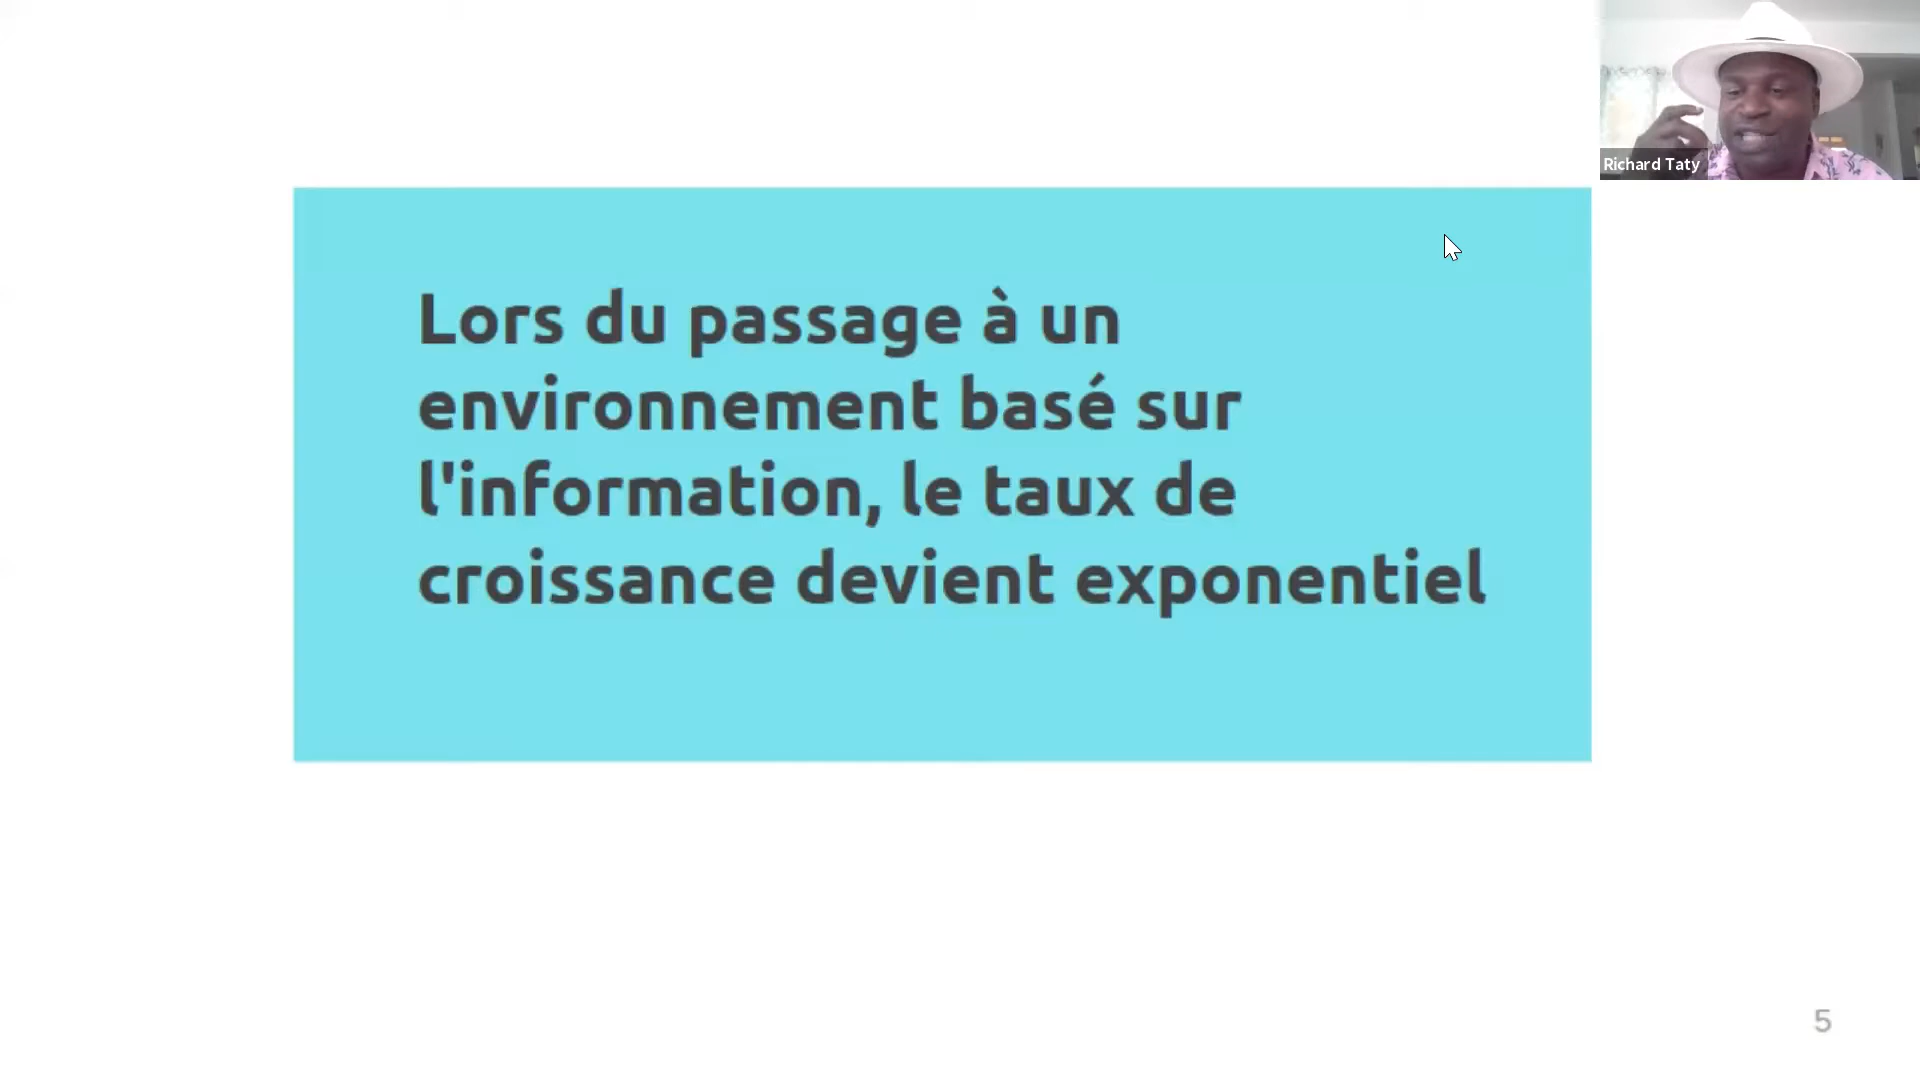 Richard Taty
Lors du passage à un
environnement basé sur
l'information, le taux de
croissance devient exponentiel
5